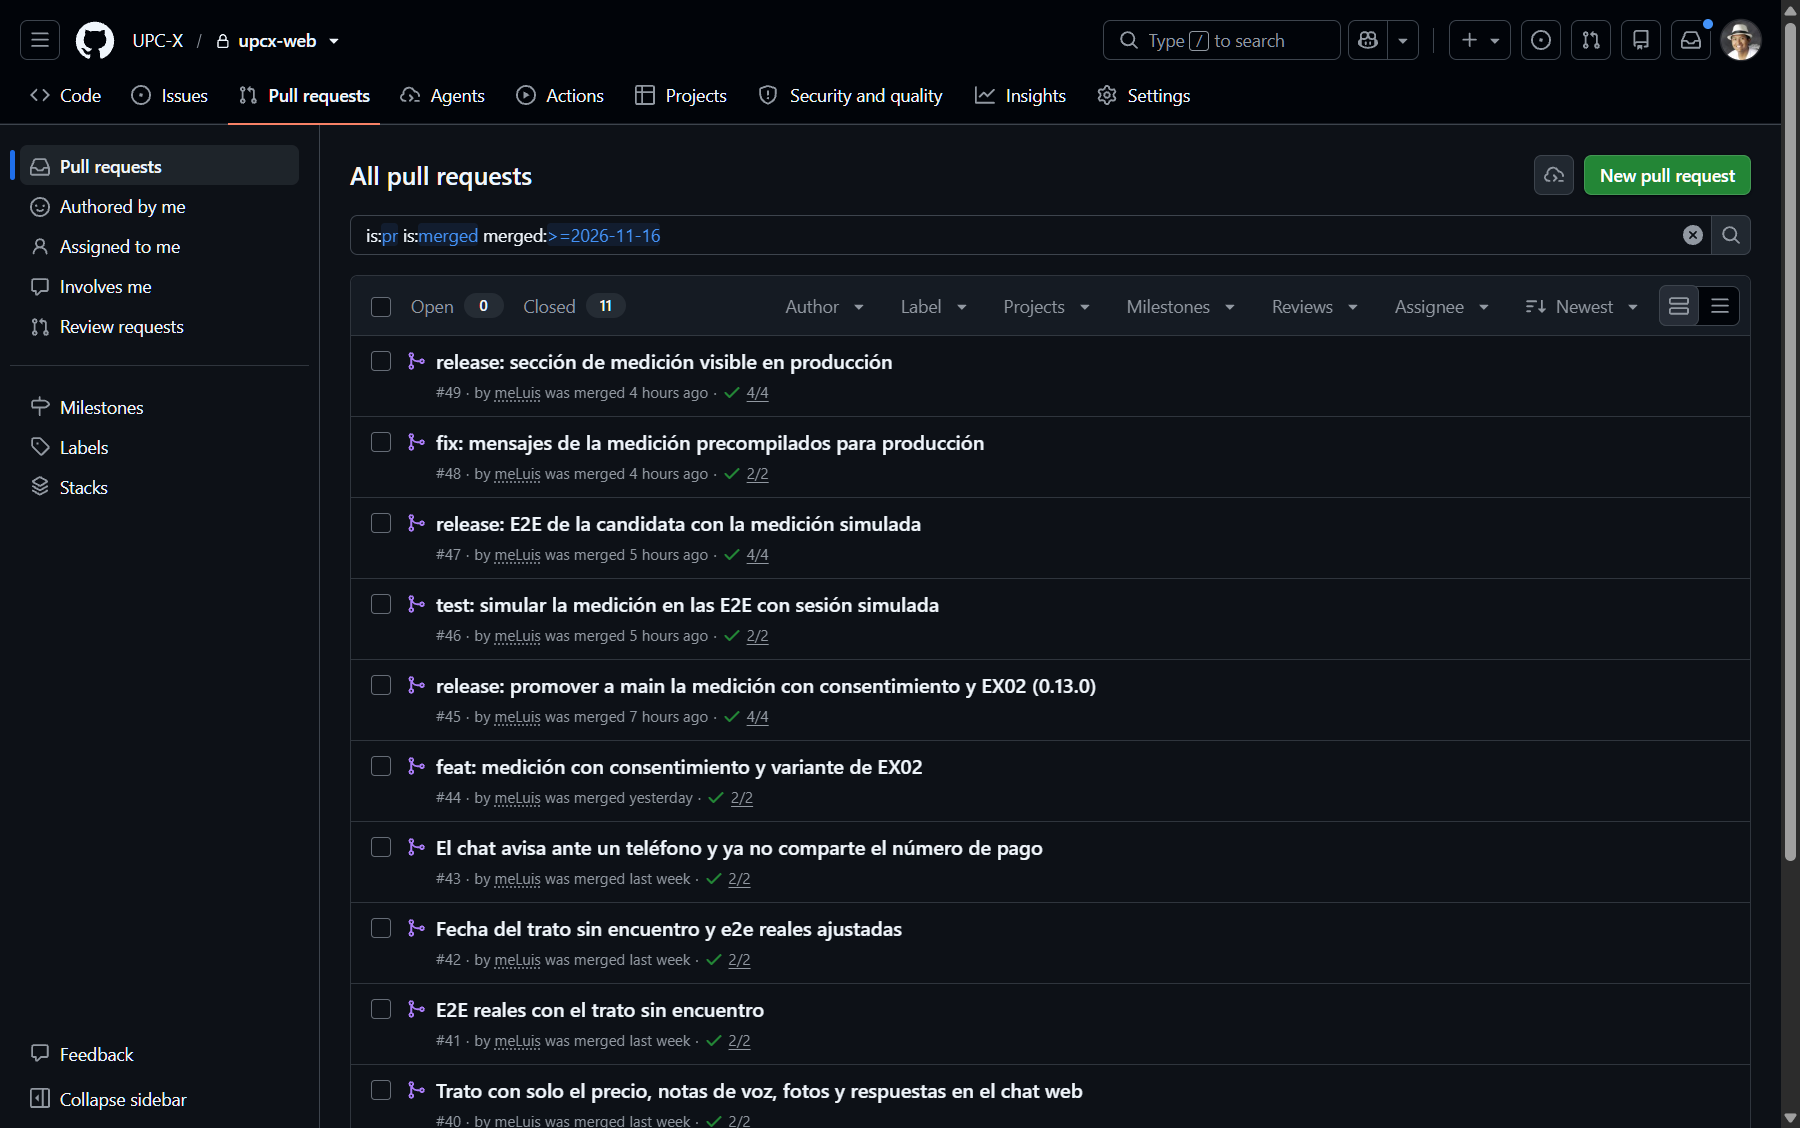 UPC-X / upcx-web
Type / to search
Code
Issues
Pull requests
Agents
Actions
Projects
Security and quality
Insights
Settings
Pull requests
Authored by me
Assigned to me
Involves me
Review requests
Milestones
Labels
Stacks
Feedback
Collapse sidebar
All pull requests
New pull request
is:pr is:merged merged:>=2026-11-16
Open 0 Closed 11 Author Label Projects Milestones Reviews Assignee Newest
release: sección de medición visible en producción
#49 · by meLuis was merged 4 hours ago · 4/4
fix: mensajes de la medición precompilados para producción
#48 · by meLuis was merged 4 hours ago · 2/2
release: E2E de la candidata con la medición simulada
#47 · by meLuis was merged 5 hours ago · 4/4
test: simular la medición en las E2E con sesión simulada
#46 · by meLuis was merged 5 hours ago · 2/2
release: promover a main la medición con consentimiento y EX02 (0.13.0)
#45 · by meLuis was merged 7 hours ago · 4/4
feat: medición con consentimiento y variante de EX02
#44 · by meLuis was merged yesterday · 2/2
El chat avisa ante un teléfono y ya no comparte el número de pago
#43 · by meLuis was merged last week · 2/2
Fecha del trato sin encuentro y e2e reales ajustadas
#42 · by meLuis was merged last week · 2/2
E2E reales con el trato sin encuentro
#41 · by meLuis was merged last week · 2/2
Trato con solo el precio, notas de voz, fotos y respuestas en el chat web
#40 · by meLuis was merged last week · 2/2